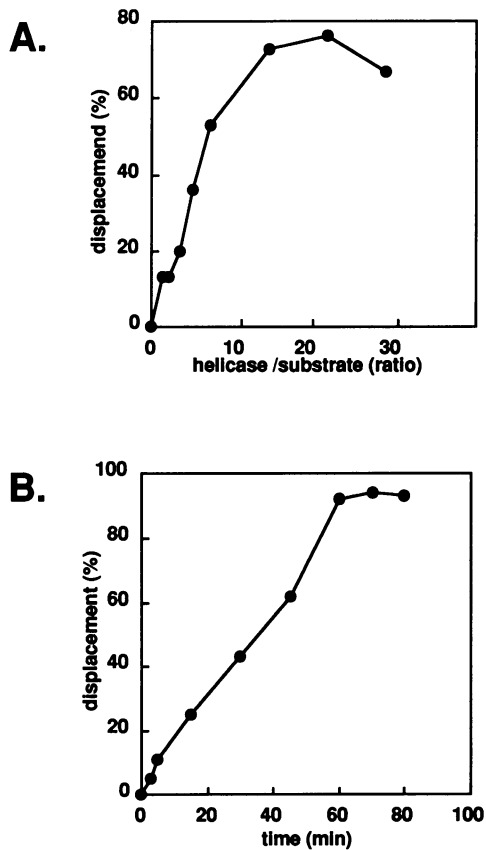 A.
80
60
40
20
0
displacemend (%)
0 10 20 30
helicase /substrate (ratio)
B.
100
80
60
40
20
0
displacement (%)
0 20 40 60 80 100
time (min)